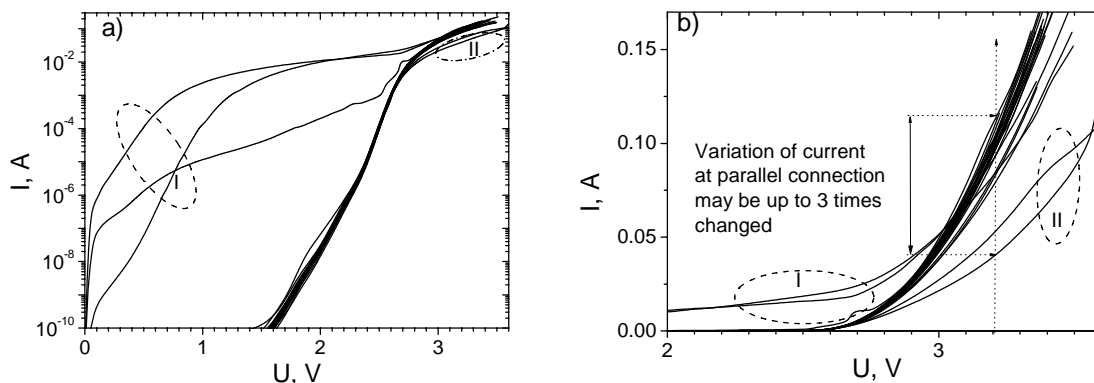 a)
I, A
10⁻²
10⁻⁴
10⁻⁶
10⁻⁸
10⁻¹⁰
0 1 2 3
U, V
I
II
b)
I, A
0.15
0.10
0.05
0.00
2 3
U, V
Variation of current
at parallel connection
may be up to 3 times
changed
I
II